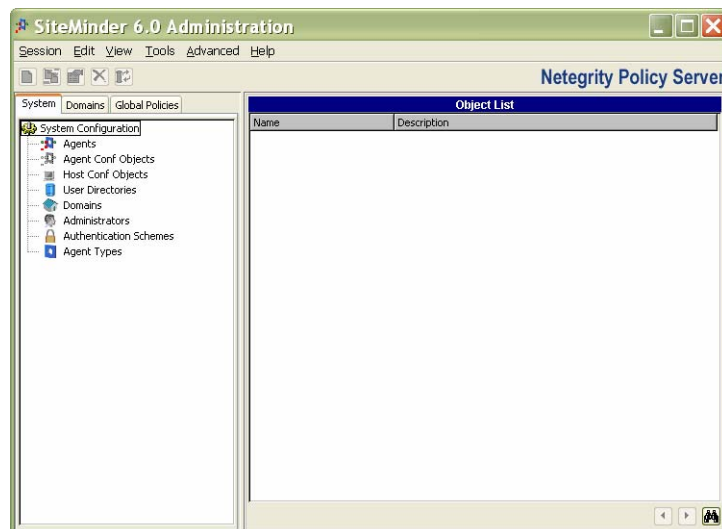 SiteMinder 6.0 Administration
Session Edit View Tools Advanced Help
Netegrity Policy Server
System Domains Global Policies
Object List
Name Description
System Configuration
Agents
Agent Conf Objects
Host Conf Objects
User Directories
Domains
Administrators
Authentication Schemes
Agent Types